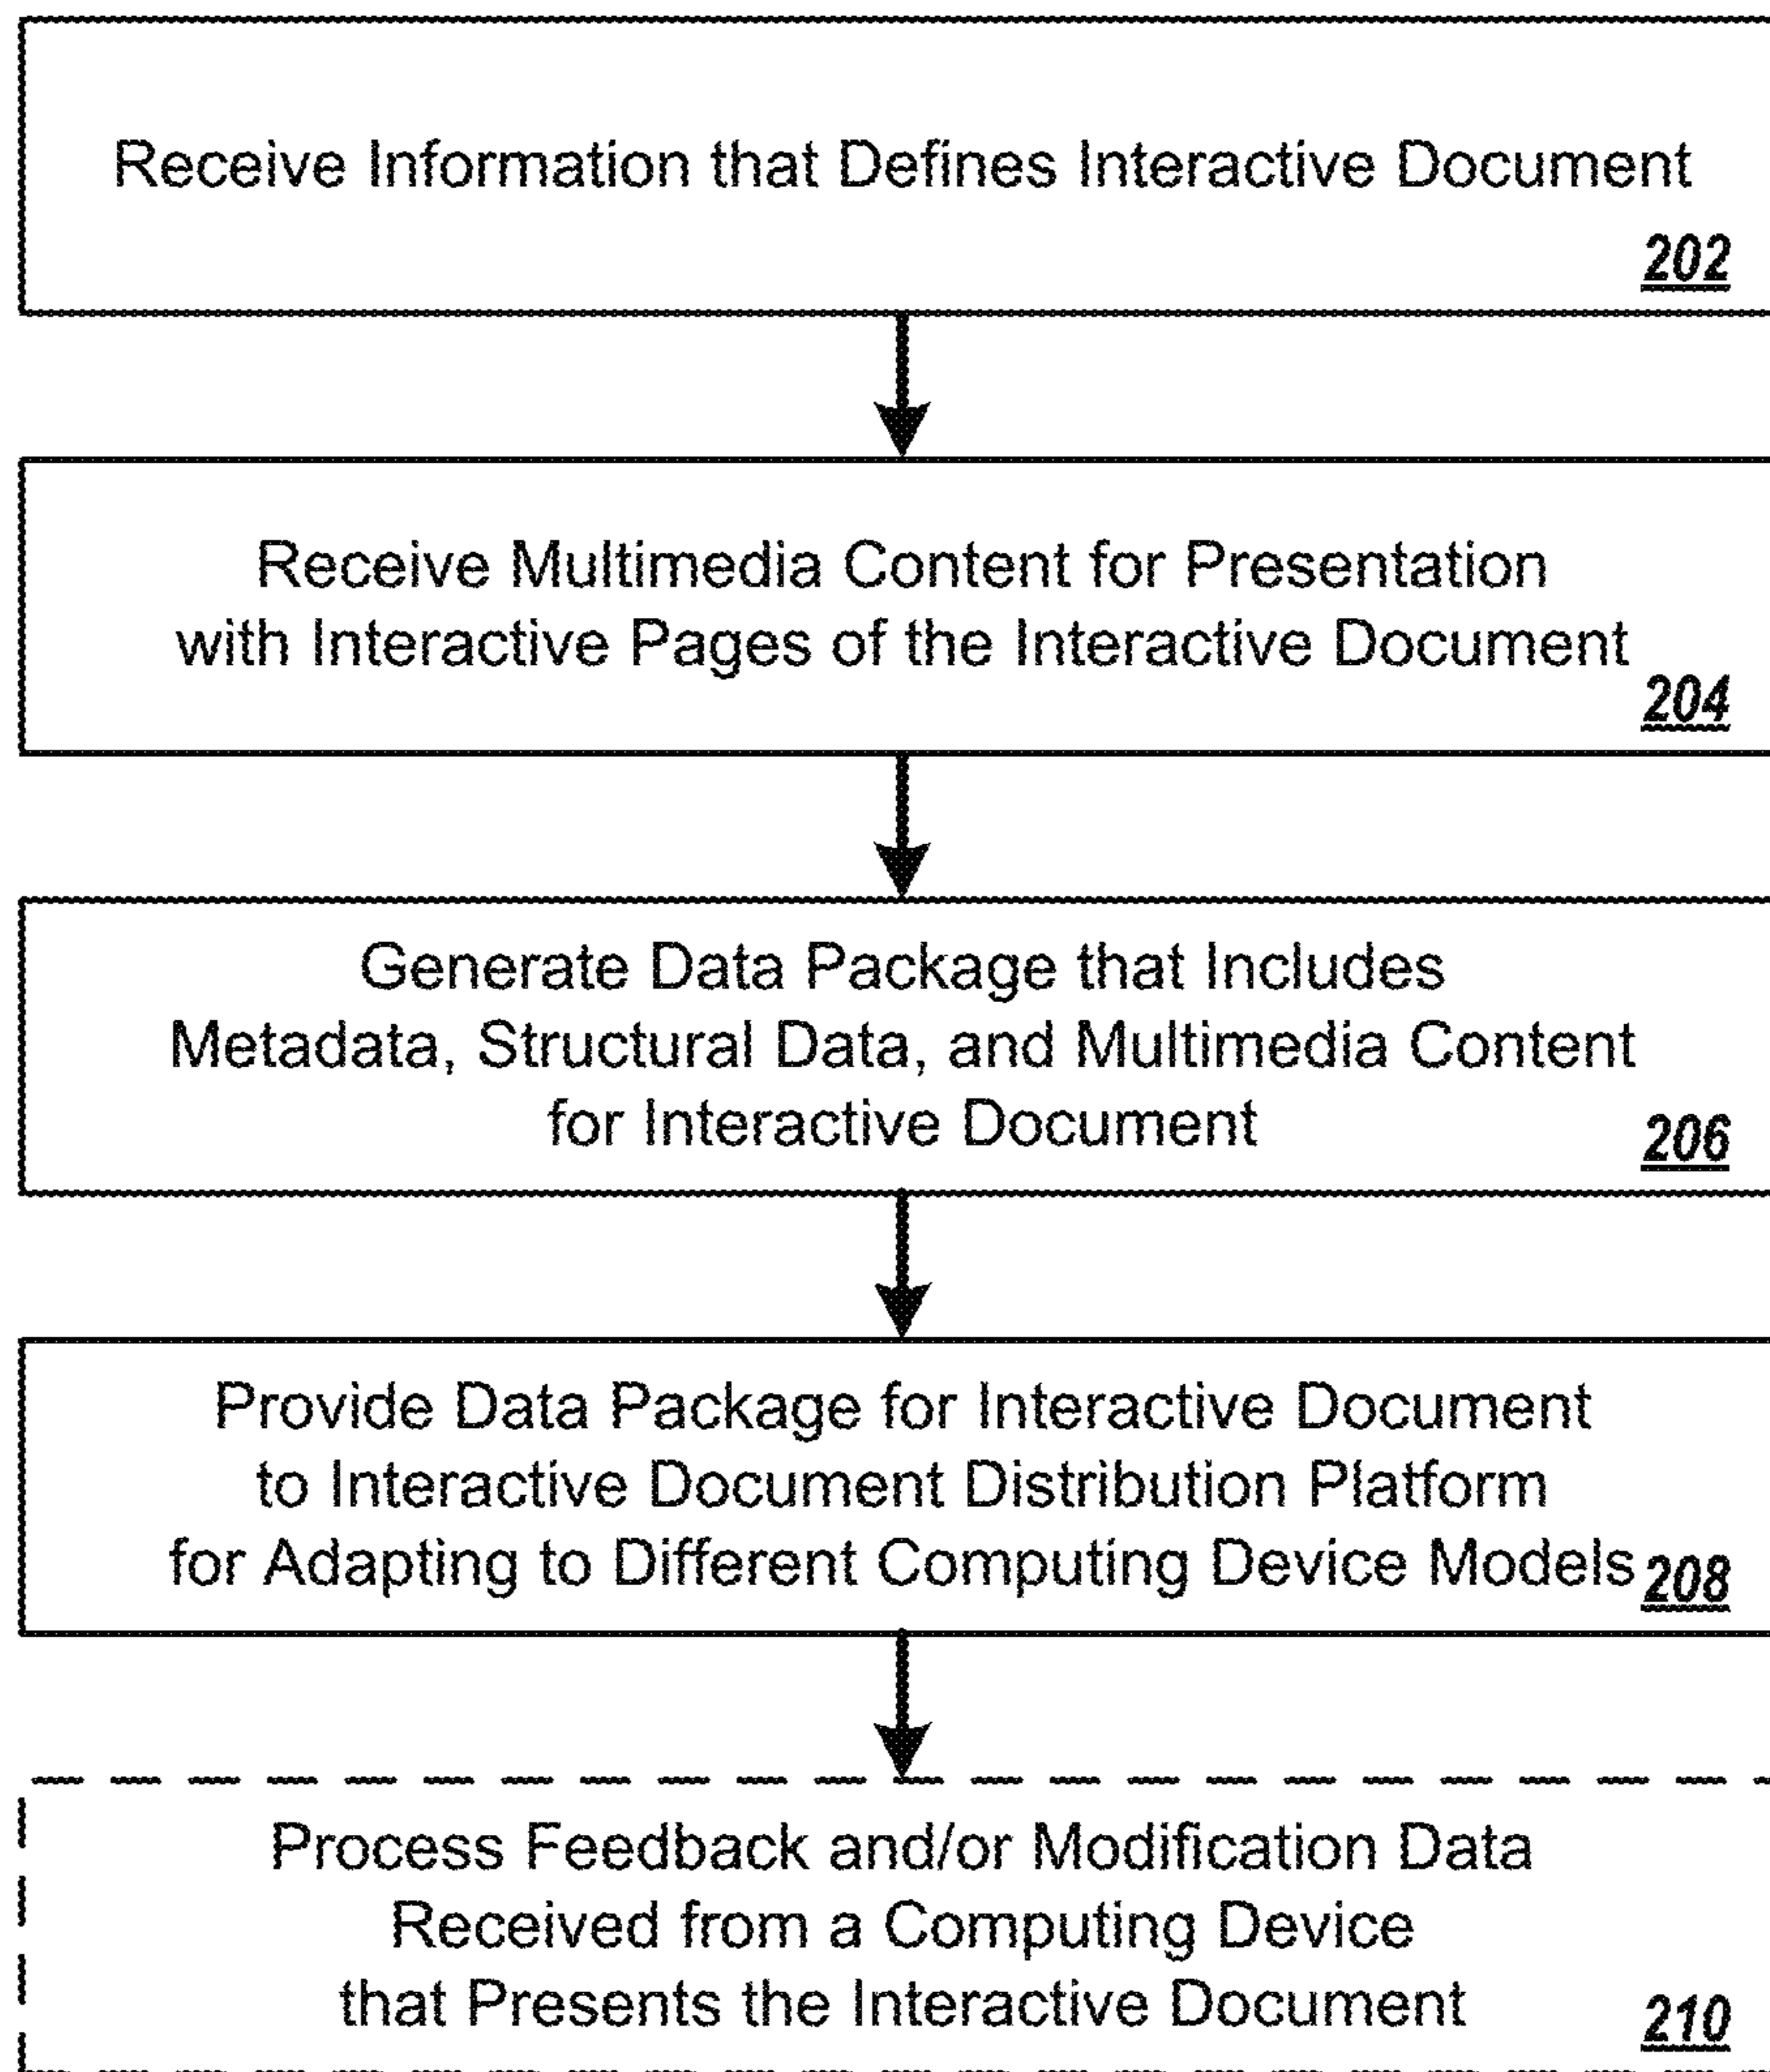 Receive Information that Defines Interactive Document
202
Receive Multimedia Content for Presentation
with Interactive Pages of the Interactive Document
204
Generate Data Package that Includes
Metadata, Structural Data, and Multimedia Content
for Interactive Document
206
Provide Data Package for Interactive Document
to Interactive Document Distribution Platform
for Adapting to Different Computing Device Models
208
Process Feedback and/or Modification Data
Received from a Computing Device
that Presents the Interactive Document
210